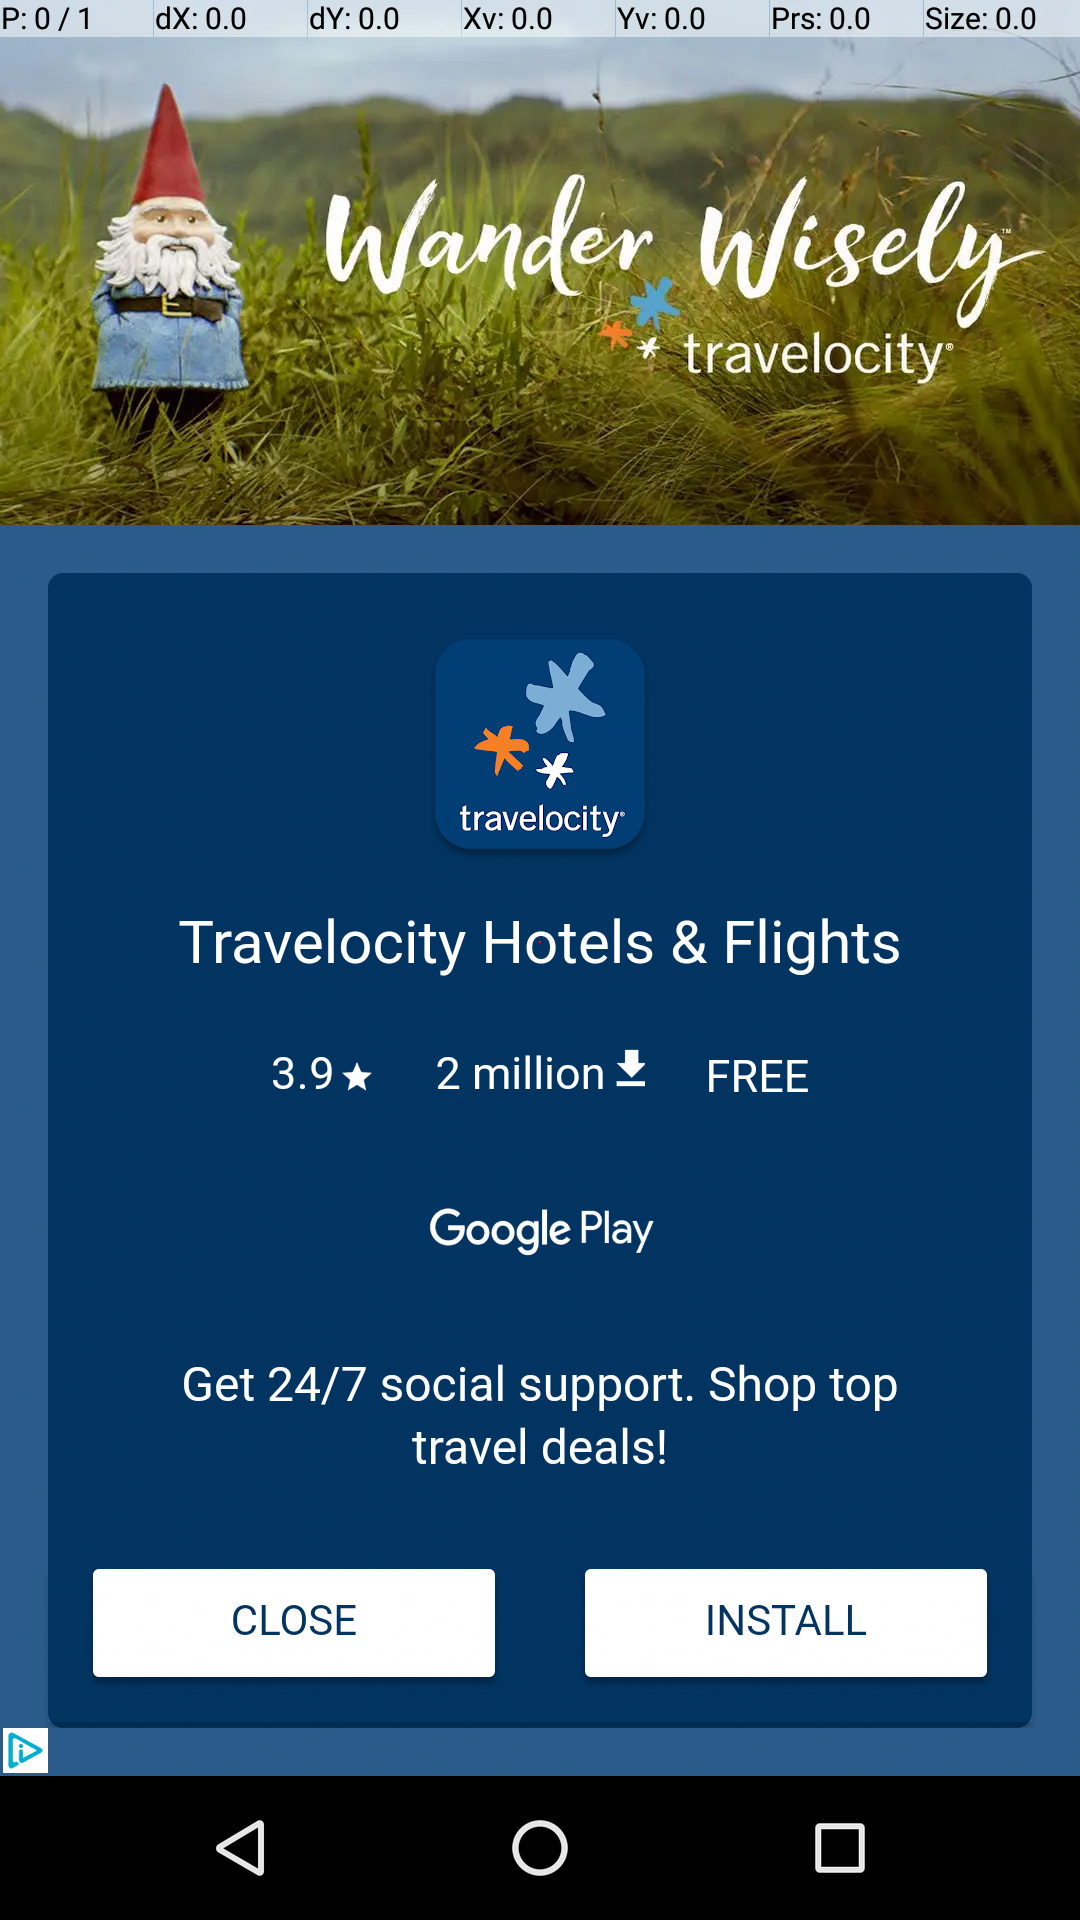 P: 0 / 1 dX: 0.0 dY: 0.0 Xv: 0.0 Yv: 0.0 Prs: 0.0 Size: 0.0
Wander Wisely™
travelocity®
travelocity®
Travelocity Hotels & Flights
3.9 2 million FREE
Google Play
Get 24/7 social support. Shop top
travel deals!
CLOSE INSTALL